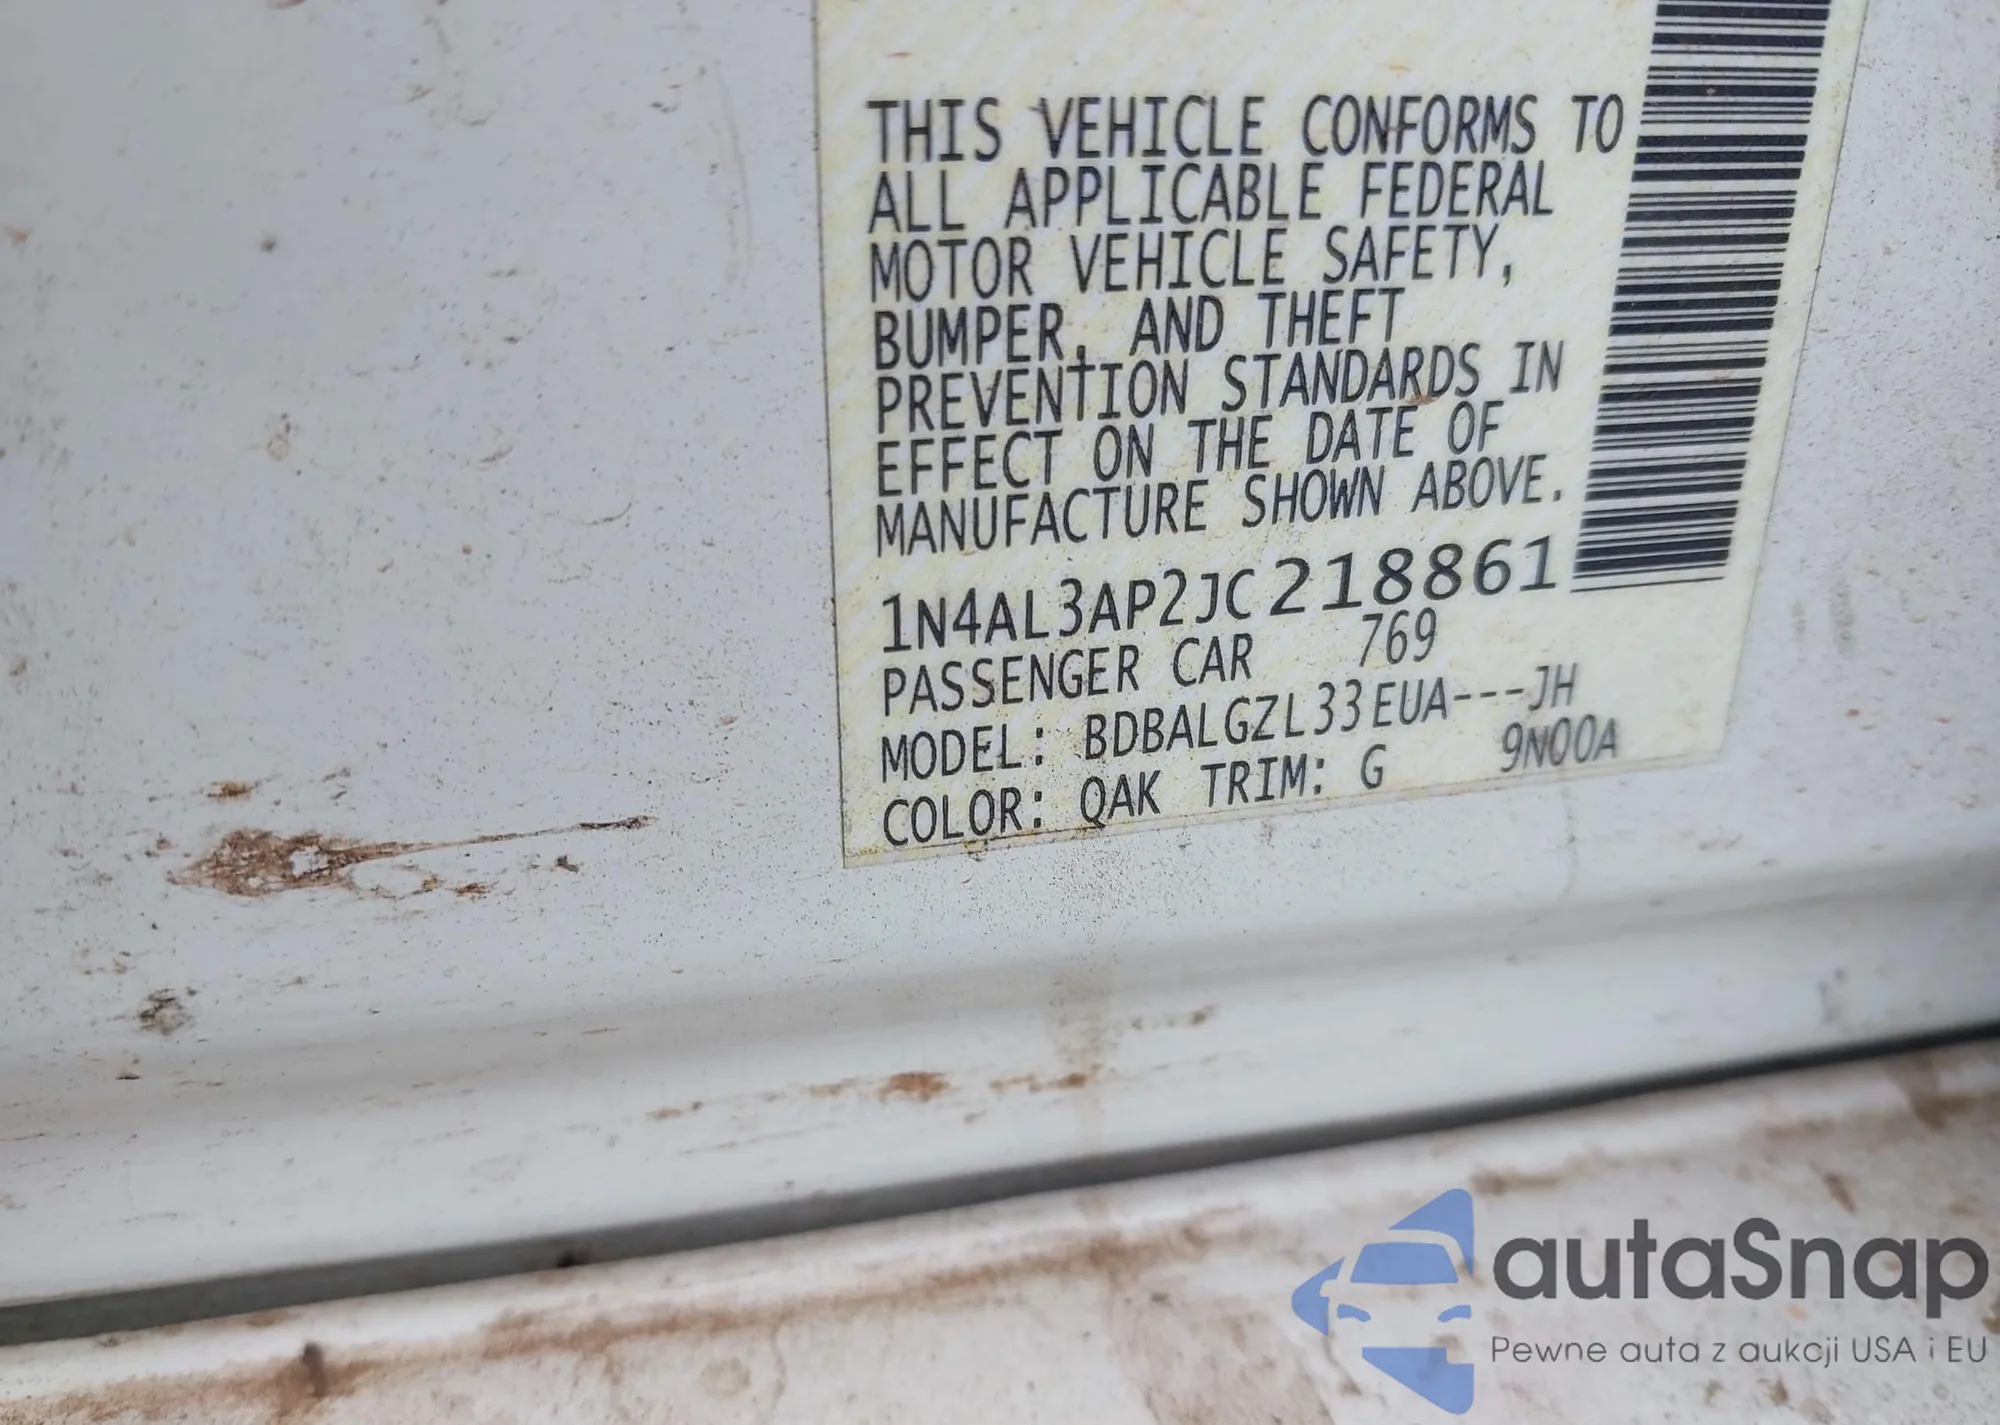 THIS VEHICLE CONFORMS TO
ALL APPLICABLE FEDERAL
MOTOR VEHICLE SAFETY,
BUMPER, AND THEFT
PREVENTION STANDARDS IN
EFFECT ON THE DATE OF
MANUFACTURE SHOWN ABOVE.
1N4AL3AP2JC218861
PASSENGER CAR 769
MODEL: BDBALGZL33EUA---JH
COLOR: QAK TRIM: G 9N00A
autaSnap
Pewne auta z aukcji USA i EU